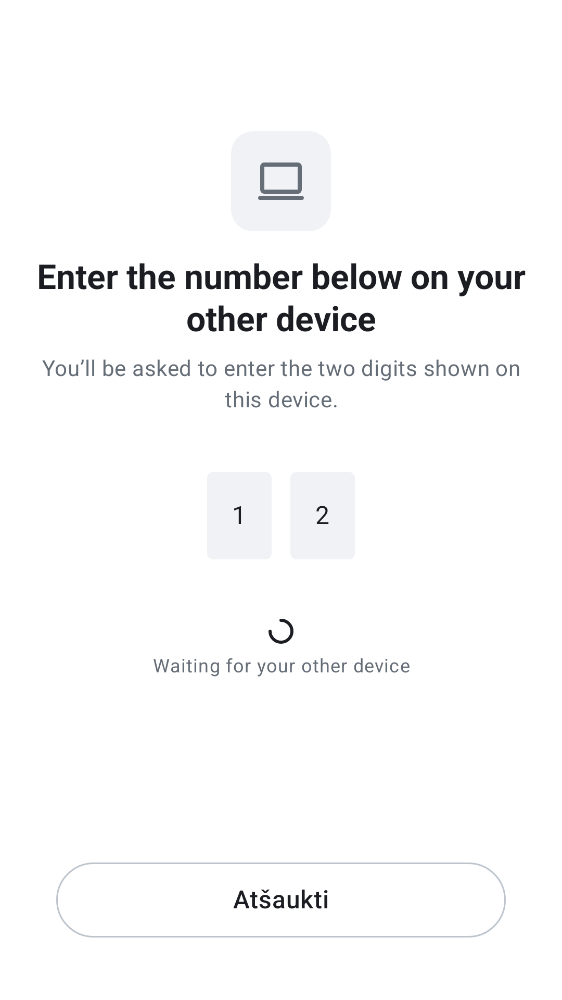 Enter the number below on your
other device
You’ll be asked to enter the two digits shown on
this device.
1 2
Waiting for your other device
Atšaukti